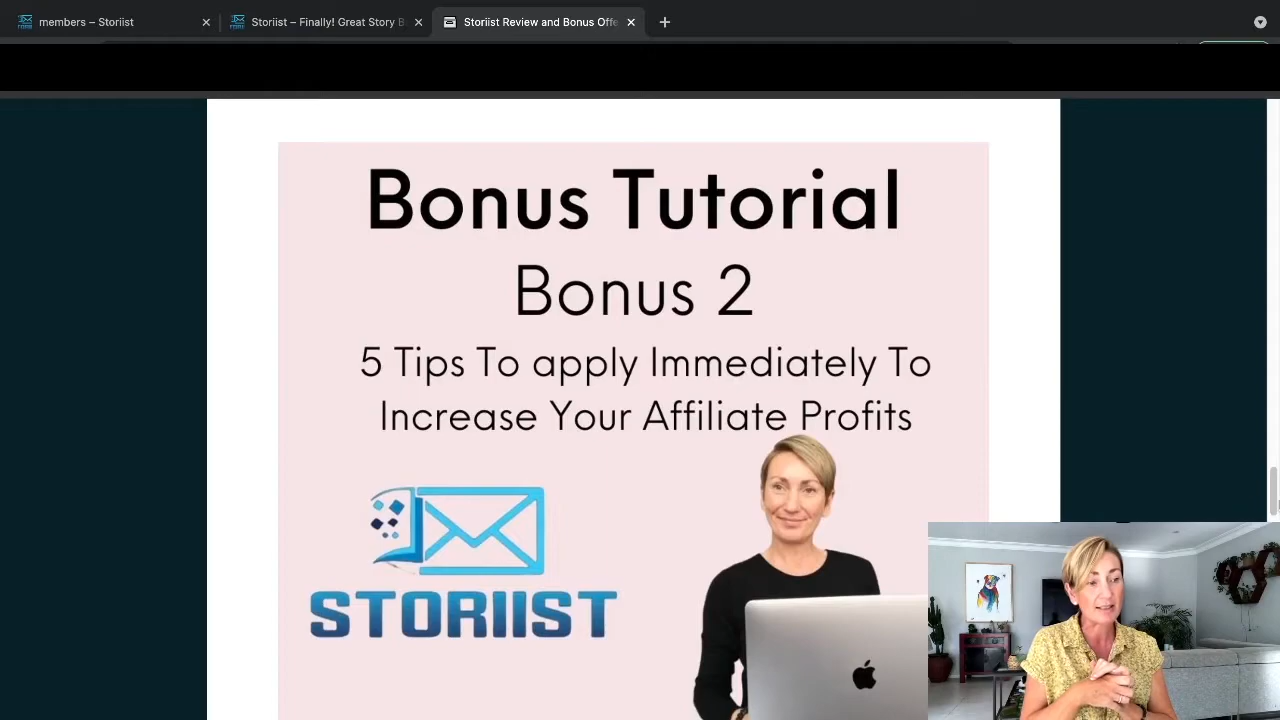 members – Storiist
Storiist – Finally! Great Story B
Storiist Review and Bonus Offe
Bonus Tutorial
Bonus 2
5 Tips To apply Immediately To
Increase Your Affiliate Profits
STORIIST